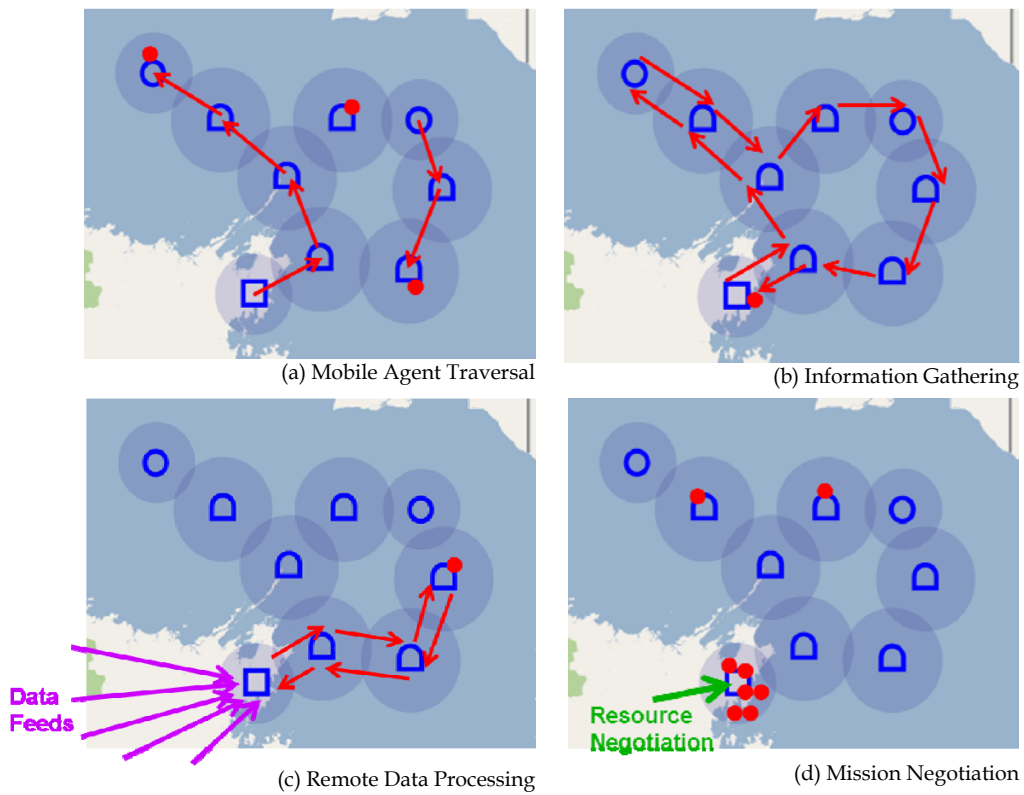 (a) Mobile Agent Traversal
(b) Information Gathering
Data
Feeds
(c) Remote Data Processing
Resource
Negotiation
(d) Mission Negotiation